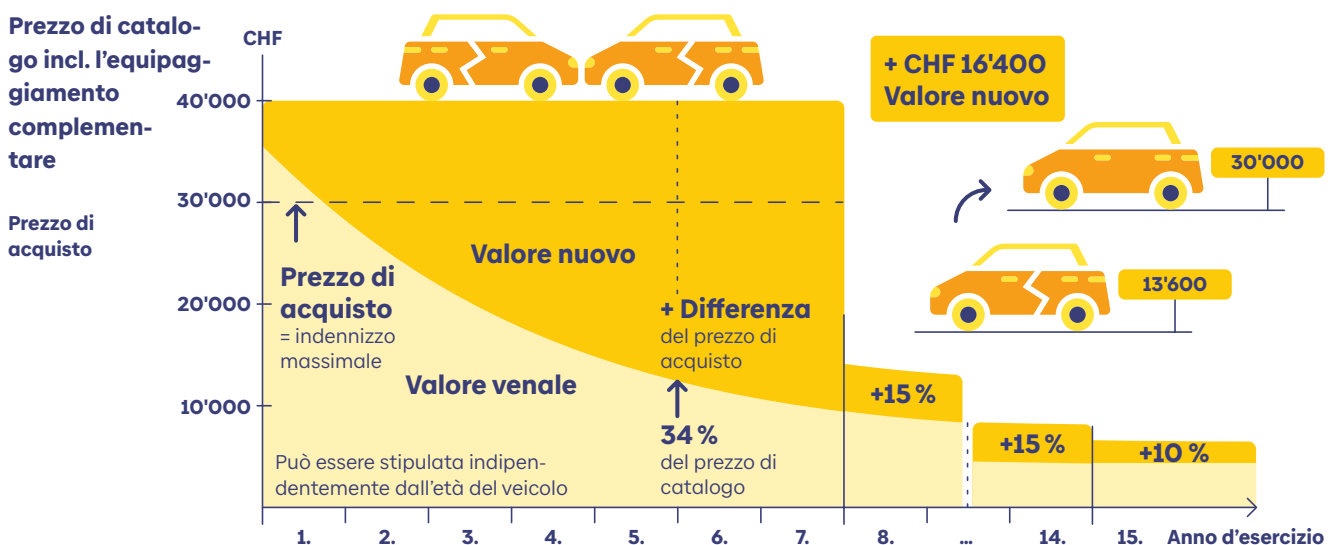 Prezzo di catalo-
go incl. l'equipag-
giamento
complemen-
tare
Prezzo di
acquisto
CHF
40'000
30'000
20'000
10'000
Valore nuovo
Prezzo di
acquisto
= indennizzo
massimale
+ Differenza
del prezzo di
acquisto
Valore venale
34 %
del prezzo di
catalogo
Può essere stipulata indipen-
dentemente dall'età del veicolo
+ CHF 16'400
Valore nuovo
30'000
13'600
+15 %
+15 %
+10 %
1. 2. 3. 4. 5. 6. 7. 8. ... 14. 15. Anno d'esercizio